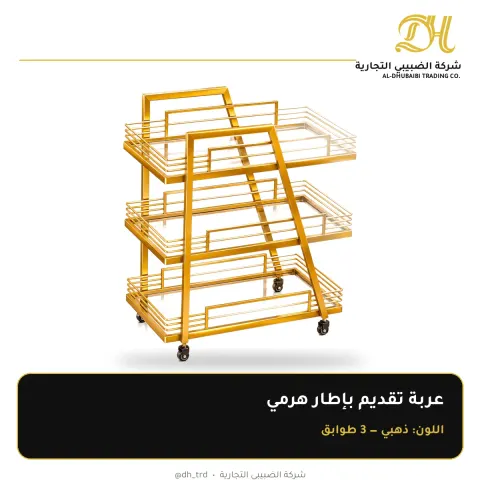 DH
شركة الضبيبي التجارية
AL-DHUBAIBI TRADING CO.
عربة تقديم بإطار هرمي
اللون: ذهبي – 3 طوابق
شركة الضبيبي التجارية • @dh_trd